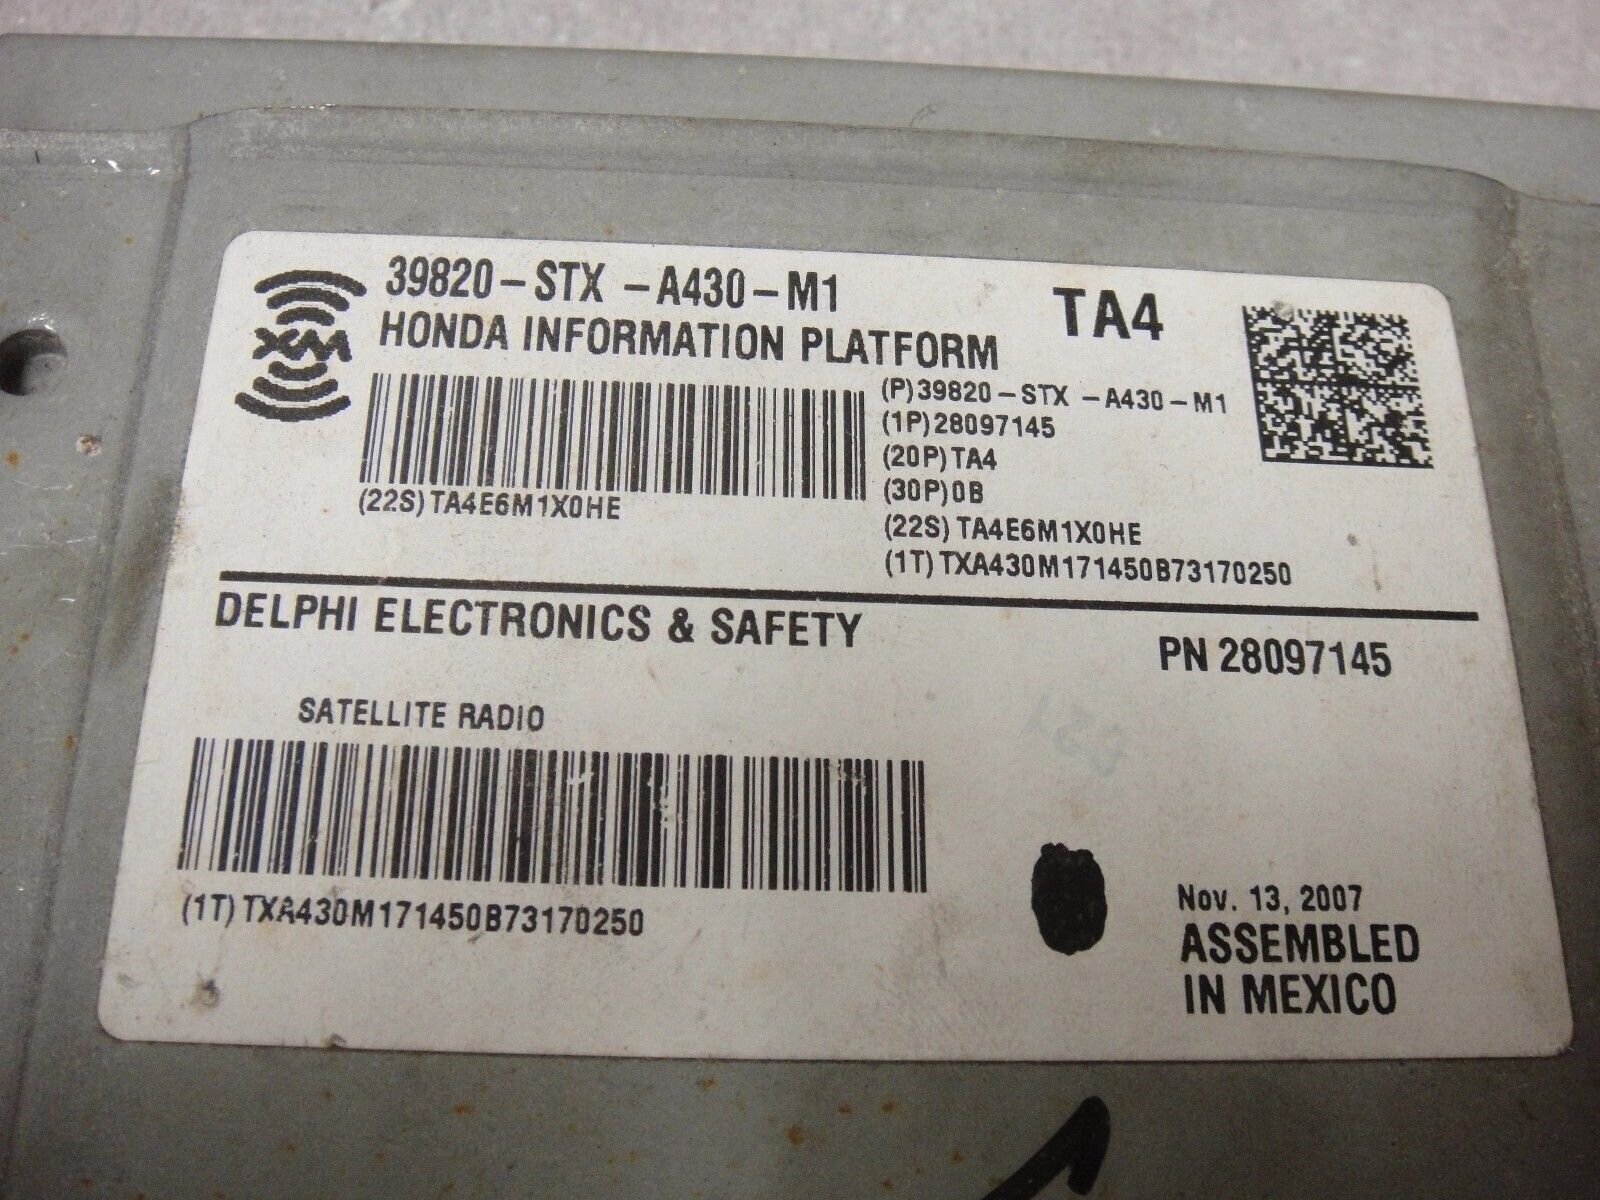 XM
39820-STX -A430-M1
HONDA INFORMATION PLATFORM
TA4
(22S)TA4E6M1X0HE
(P)39820-STX -A430-M1
(1P)28097145
(20P)TA4
(30P)0B
(22S)TA4E6M1X0HE
(1T)TXA430M171450B73170250
DELPHI ELECTRONICS & SAFETY
PN 28097145
SATELLITE RADIO
(1T)TXA430M171450B73170250
Nov. 13, 2007
ASSEMBLED
IN MEXICO